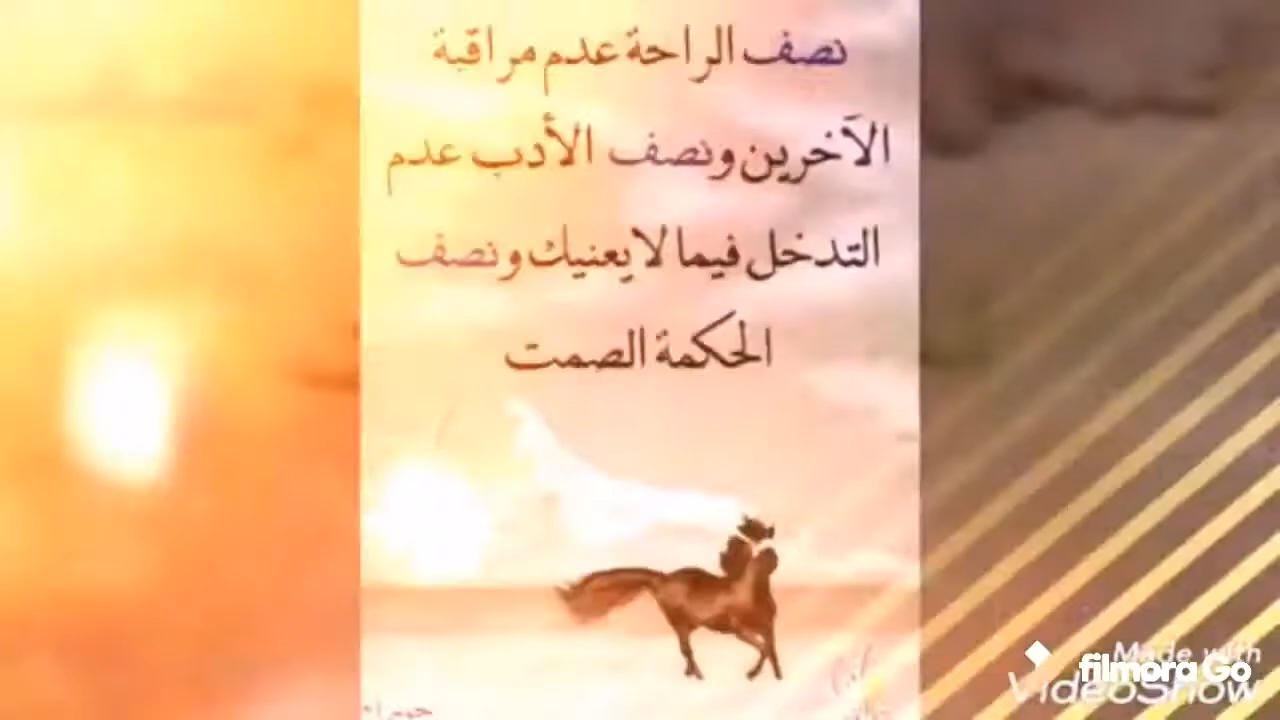 نصف الراحة عدم مراقبة
الآخرين ونصف الأدب عدم
التدخل فيما لا يعنيك ونصف
الحكمة الصمت
Made with
filmora Go
VideoShow